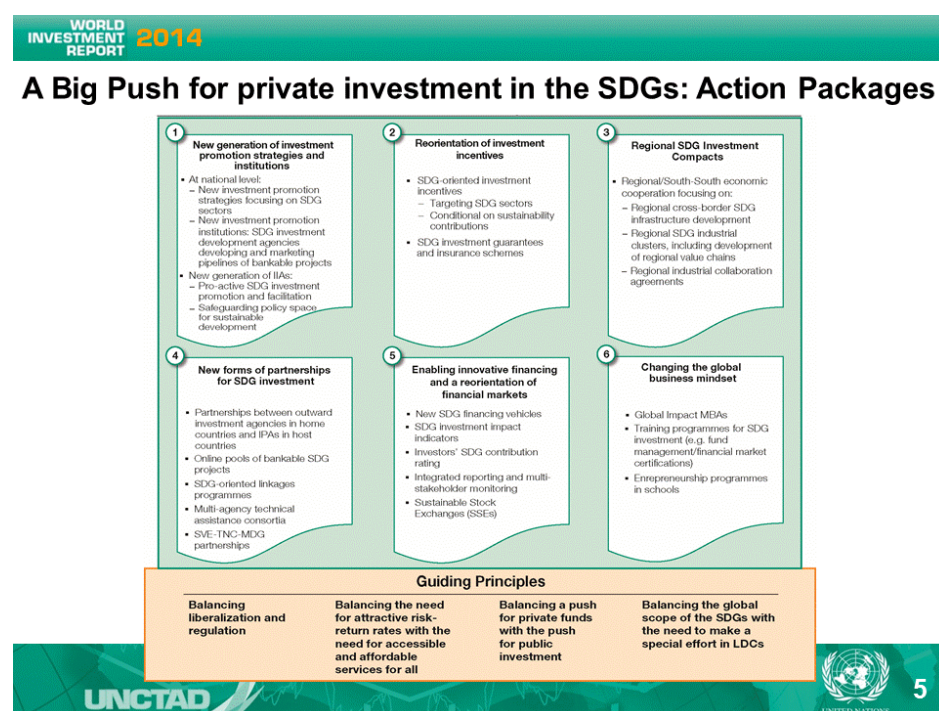 WORLD
INVESTMENT 2014
REPORT
A Big Push for private investment in the SDGs: Action Packages
1
New generation of investment
promotion strategies and
institutions
▪ At national level:
– New investment promotion
strategies focusing on SDG
sectors
– New investment promotion
institutions: SDG investment
development agencies
developing and marketing
pipelines of bankable projects
▪ New generation of IIAs:
– Pro-active SDG investment
promotion and facilitation
– Safeguarding policy space
for sustainable
development
2
Reorientation of investment
incentives
▪ SDG-oriented investment
incentives
– Targeting SDG sectors
– Conditional on sustainability
contributions
▪ SDG investment guarantees
and insurance schemes
3
Regional SDG Investment
Compacts
▪ Regional/South-South economic
cooperation focusing on:
– Regional cross-border SDG
infrastructure development
– Regional SDG industrial
clusters, including development
of regional value chains
– Regional industrial collaboration
agreements
4
New forms of partnerships
for SDG investment
▪ Partnerships between outward
investment agencies in home
countries and IPAs in host
countries
▪ Online pools of bankable SDG
projects
▪ SDG-oriented linkages
programmes
▪ Multi-agency technical
assistance consortia
▪ SVE-TNC-MDG
partnerships
5
Enabling innovative financing
and a reorientation of
financial markets
▪ New SDG financing vehicles
▪ SDG investment impact
indicators
▪ Investors' SDG contribution
rating
▪ Integrated reporting and multi-
stakeholder monitoring
▪ Sustainable Stock
Exchanges (SSEs)
6
Changing the global
business mindset
▪ Global Impact MBAs
▪ Training programmes for SDG
investment (e.g. fund
management/financial market
certifications)
▪ Enrepreneurship programmes
in schools
Guiding Principles
Balancing
liberalization and
regulation
Balancing the need
for attractive risk-
return rates with the
need for accessible
and affordable
services for all
Balancing a push
for private funds
with the push
for public
investment
Balancing the global
scope of the SDGs with
the need to make a
special effort in LDCs
UNCTAD
UNITED NATIONS
5